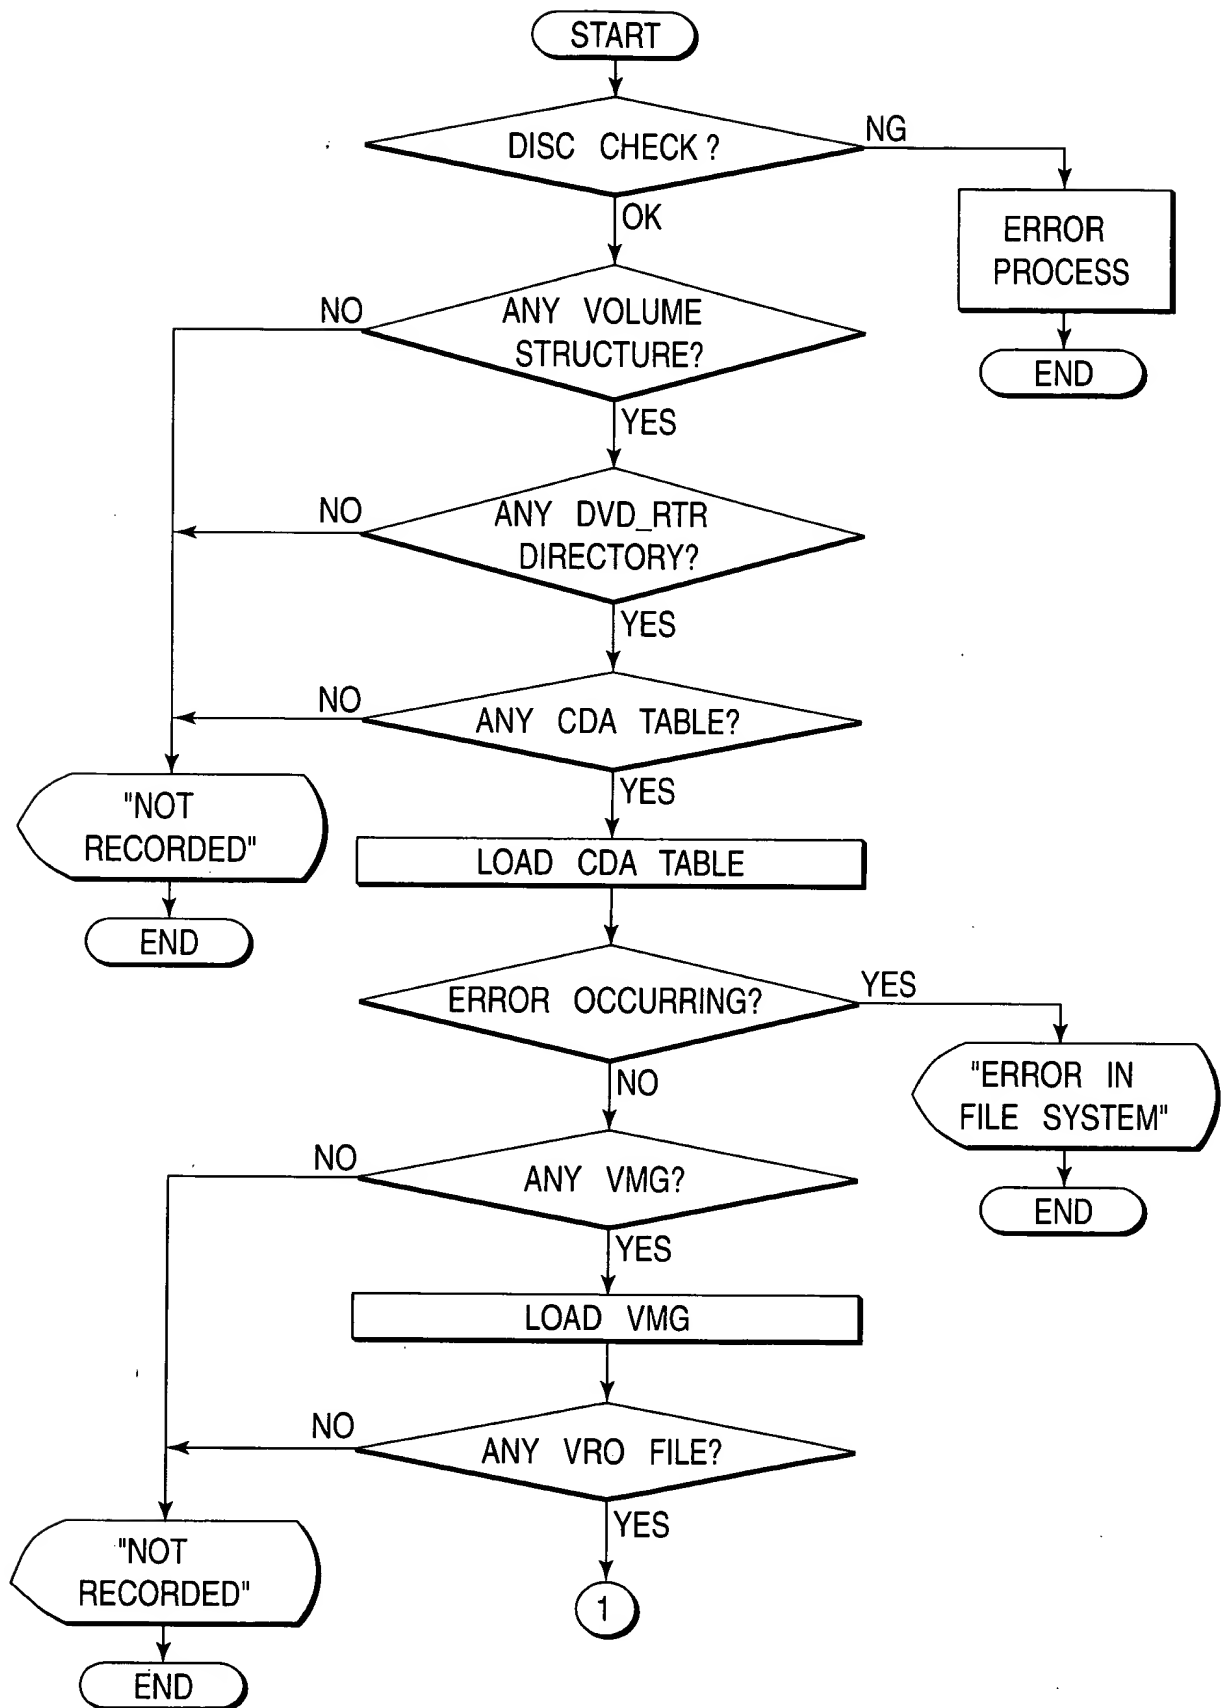 START
DISC CHECK?
NG
OK
ERROR
PROCESS
END
NO
ANY VOLUME
STRUCTURE?
YES
NO
ANY DVD_RTR
DIRECTORY?
YES
NO
ANY CDA TABLE?
YES
"NOT
RECORDED"
END
LOAD CDA TABLE
ERROR OCCURRING?
YES
NO
"ERROR IN
FILE SYSTEM"
END
NO
ANY VMG?
YES
LOAD VMG
NO
ANY VRO FILE?
YES
"NOT
RECORDED"
END
1